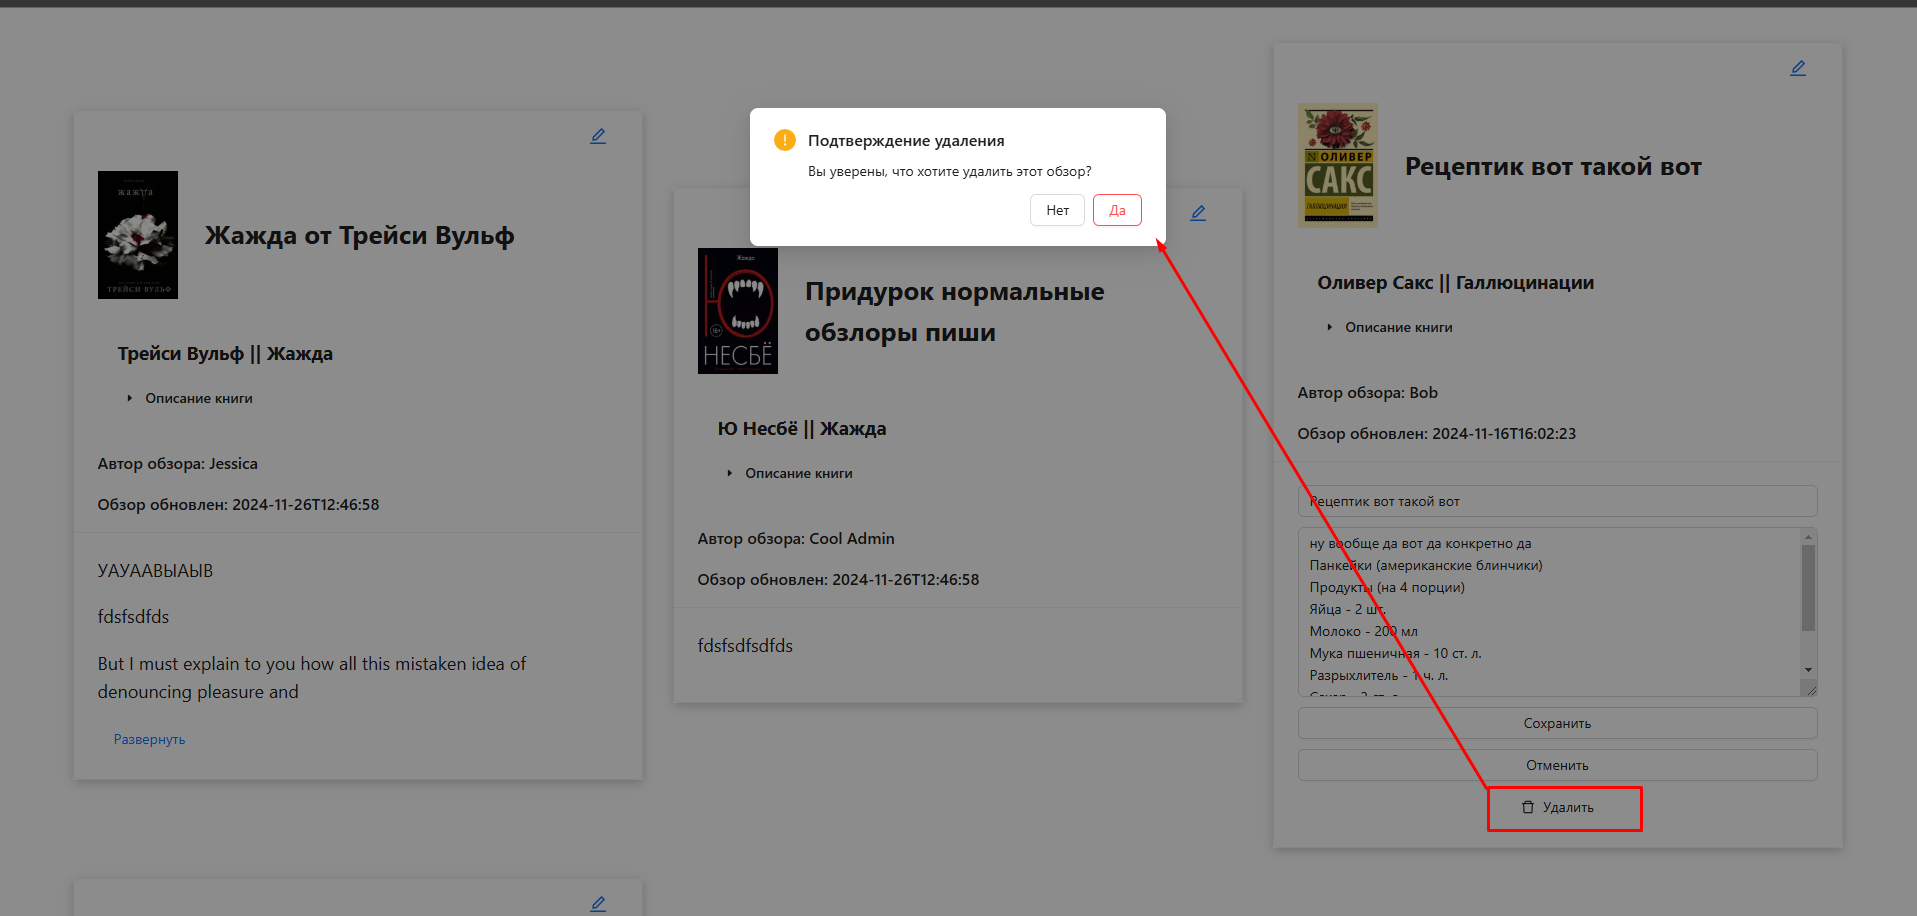 Подтверждение удаления
Вы уверены, что хотите удалить этот обзор?
Нет
Да
жажда
ТРЕЙСИ ВУЛЬФ
Жажда от Трейси Вульф
Трейси Вульф || Жажда
Описание книги
Автор обзора: Jessica
Обзор обновлен: 2024-11-26T12:46:58
УАУААВЫАЫВ
fdsfsdfds
But I must explain to you how all this mistaken idea of
denouncing pleasure and
Развернуть
Жажда
18+
НЕСБЁ
Придурок нормальные
обзлоры пиши
Ю Несбё || Жажда
Описание книги
Автор обзора: Cool Admin
Обзор обновлен: 2024-11-26T12:46:58
fdsfsdfsdfds
ОЛИВЕР
САКС
ГАЛЛЮЦИНАЦИИ
Рецептик вот такой вот
Оливер Сакс || Галлюцинации
Описание книги
Автор обзора: Bob
Обзор обновлен: 2024-11-16T16:02:23
Рецептик вот такой вот
ну вообще да вот да конкретно да
Панкейки (американские блинчики)
Продукты (на 4 порции)
Яйца - 2 шт.
Молоко - 200 мл
Мука пшеничная - 10 ст. л.
Разрыхлитель - 1 ч. л.
Сохранить
Отменить
Удалить